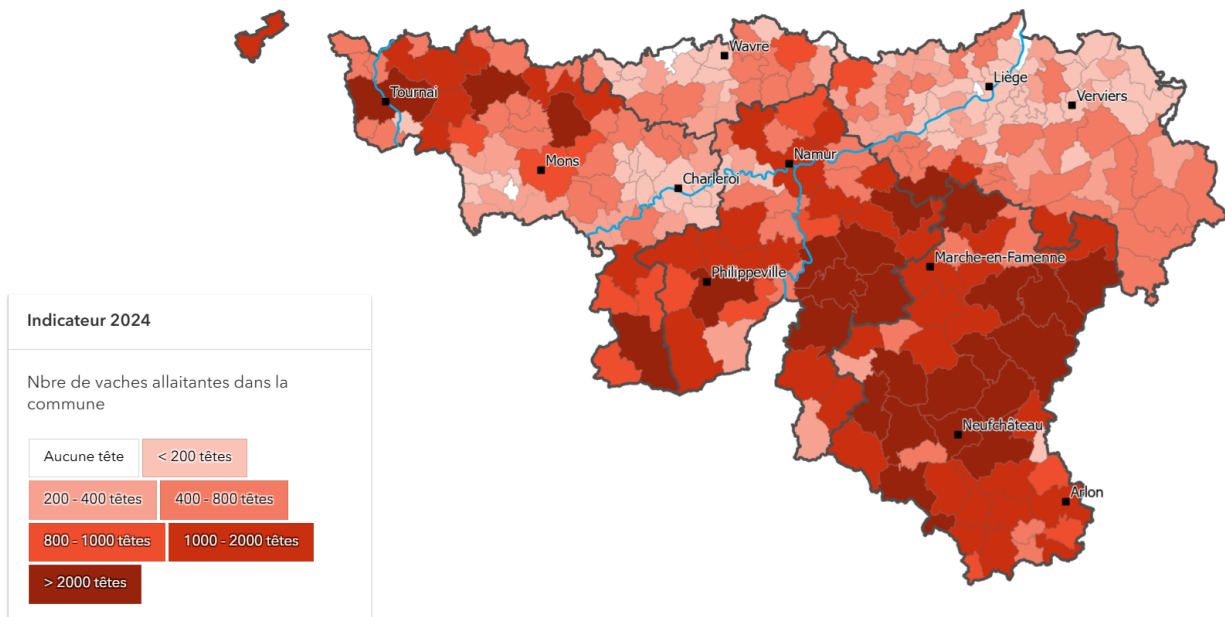 Wavre
Liège
Tournai
Verviers
Mons
Namur
Charleroi
Marche-en-Famenne
Philippeville
Indicateur 2024
Nbre de vaches allaitantes dans la
commune
Neufchâteau
Aucune tête
< 200 têtes
200 - 400 têtes
400 - 800 têtes
Arlon
800 - 1000 têtes
1000 - 2000 têtes
> 2000 têtes